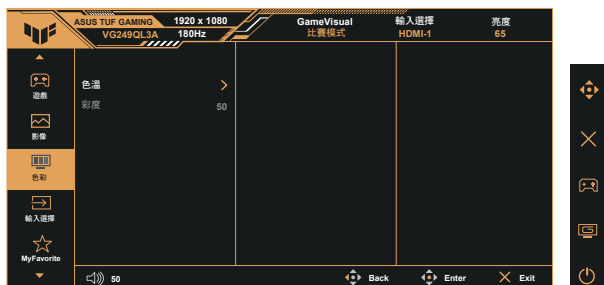 ASUS TUF GAMING 1920 x 1080
VG249QL3A 180Hz
GameVisual
比賽模式
輸入選擇
HDMI-1
亮度
65
遊戲
影像
色彩
輸入選擇
MyFavorite
色溫
彩度 50
50
Back
Enter
Exit